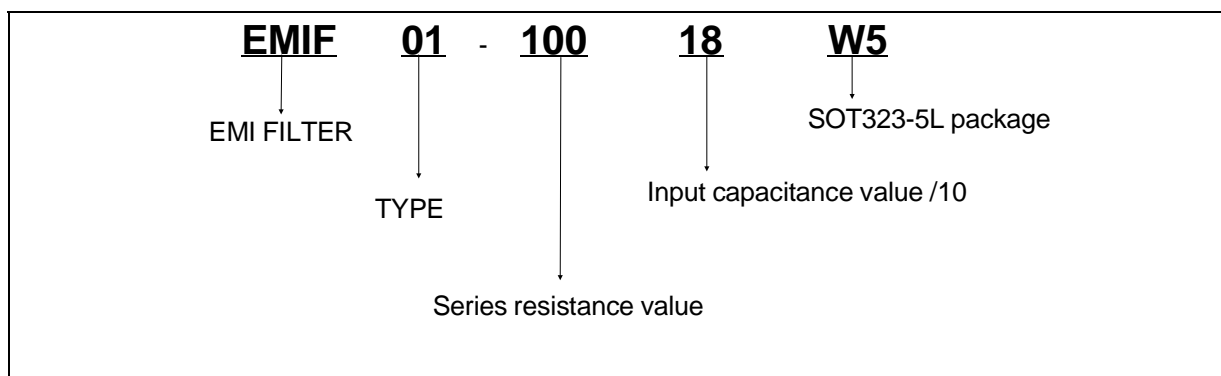 EMIF 01 - 100 18 W5
EMI FILTER
SOT323-5L package
TYPE
Input capacitance value /10
Series resistance value